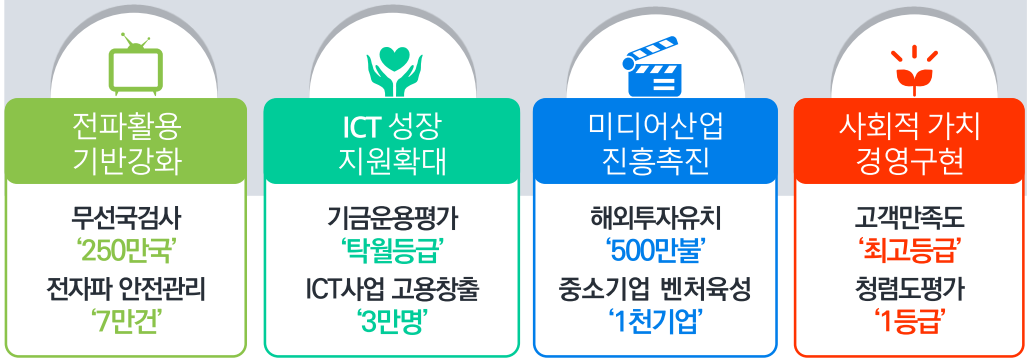 전파활용
기반강화
무선국검사
‘250만국’
전자파 안전관리
‘7만건’
ICT 성장
지원확대
기금운용평가
‘탁월등급’
ICT사업 고용창출
‘3만명’
미디어산업
진흥촉진
해외투자유치
‘500만불’
중소기업 벤처육성
‘1천기업’
사회적 가치
경영구현
고객만족도
‘최고등급’
청렴도평가
‘1등급’